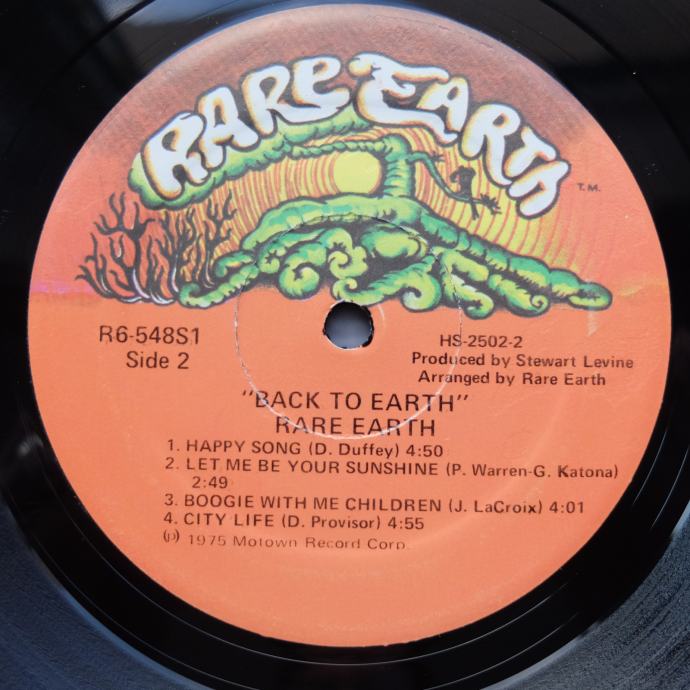 RARE EARTH
T.M.
R6-548S1
Side 2
HS-2502-2
Produced by Stewart Levine
Arranged by Rare Earth
"BACK TO EARTH"
RARE EARTH
1. HAPPY SONG (D. Duffey) 4:50
2. LET ME BE YOUR SUNSHINE (P. Warren-G. Katona)
2:49
3. BOOGIE WITH ME CHILDREN (J. LaCroix) 4:01
4. CITY LIFE (D. Provisor) 4:55
(p) 1975 Motown Record Corp.